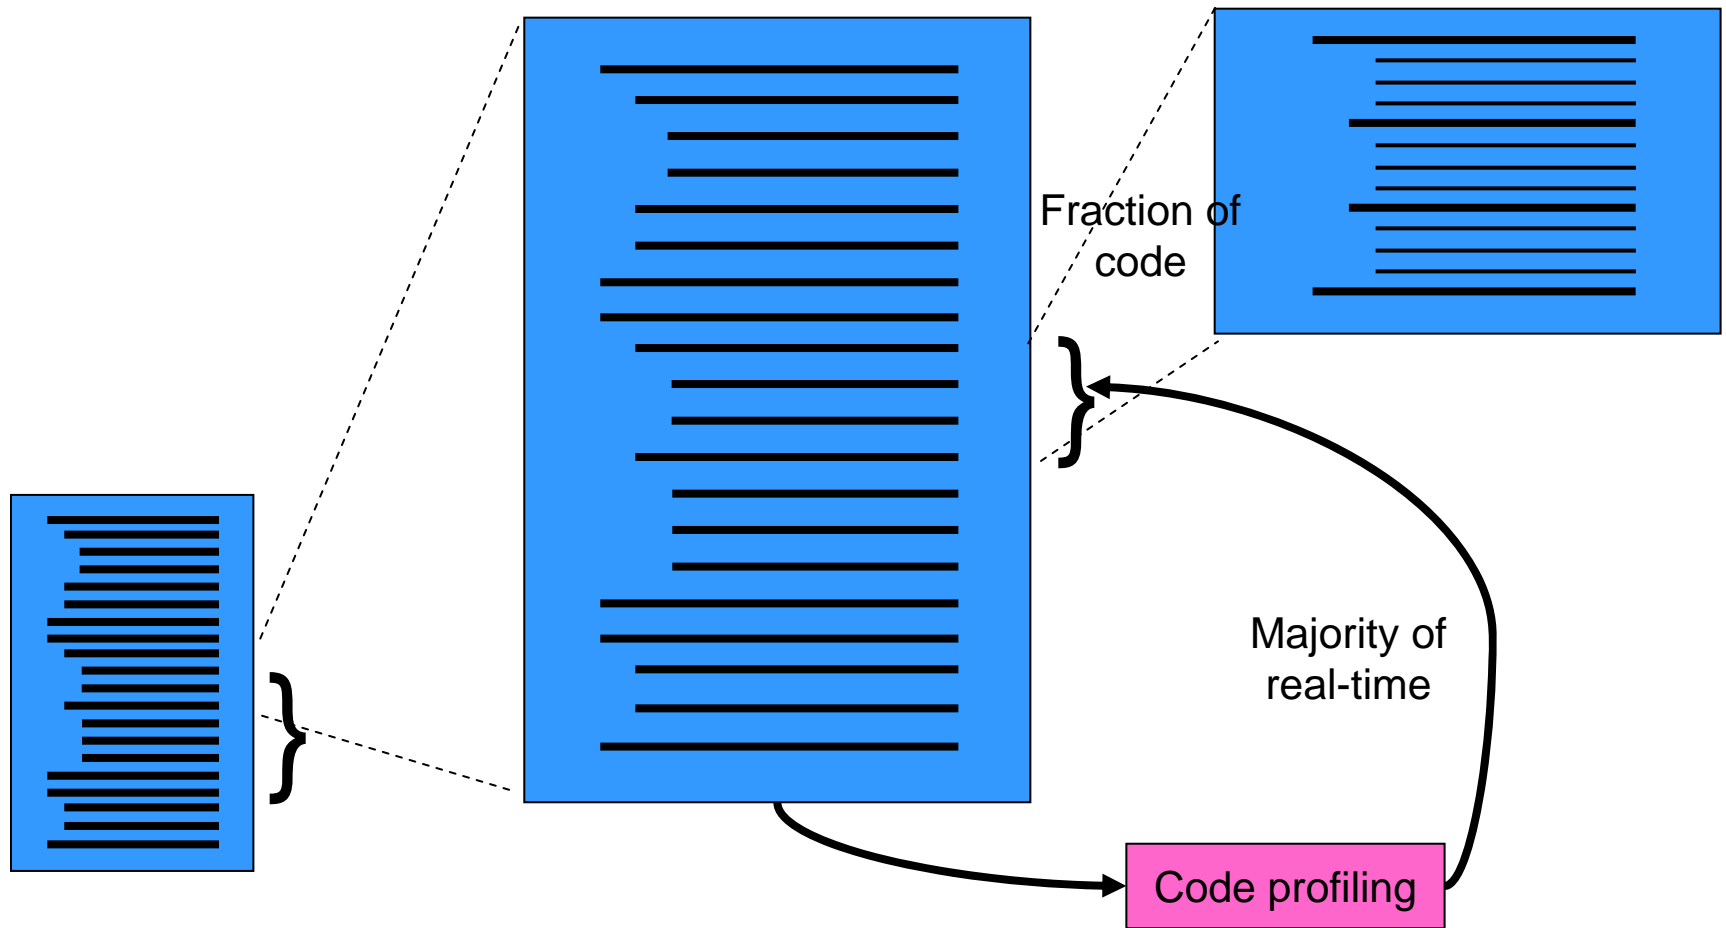 Fraction of
code
Majority of
real-time
Code profiling